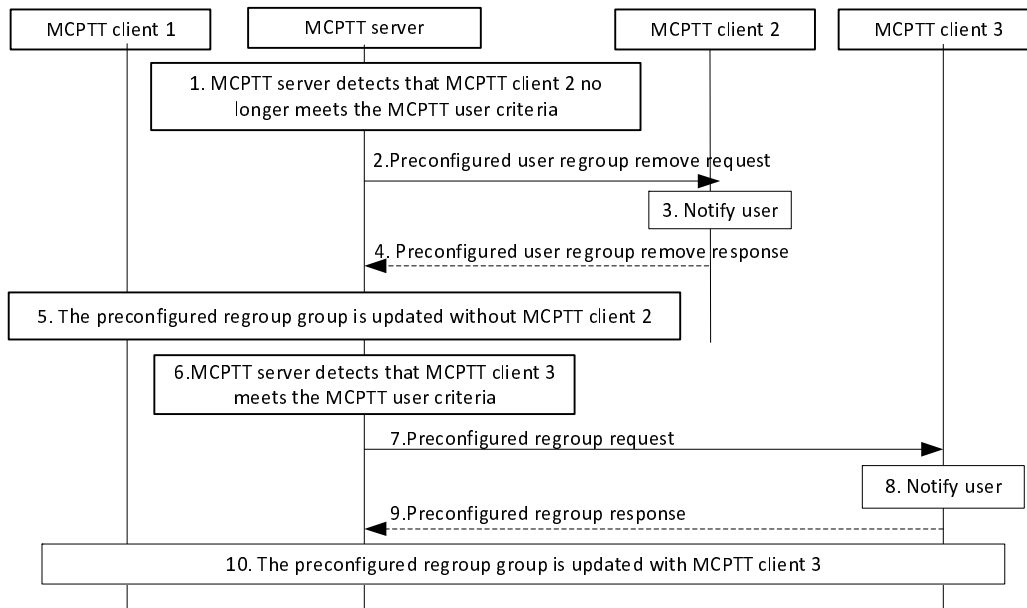 MCPTT client 1
MCPTT server
MCPTT client 2
MCPTT client 3
1. MCPTT server detects that MCPTT client 2 no
longer meets the MCPTT user criteria
2.Preconfigured user regroup remove request
3. Notify user
4. Preconfigured user regroup remove response
5. The preconfigured regroup group is updated without MCPTT client 2
6.MCPTT server detects that MCPTT client 3
meets the MCPTT user criteria
7.Preconfigured regroup request
8. Notify user
9.Preconfigured regroup response
10. The preconfigured regroup group is updated with MCPTT client 3